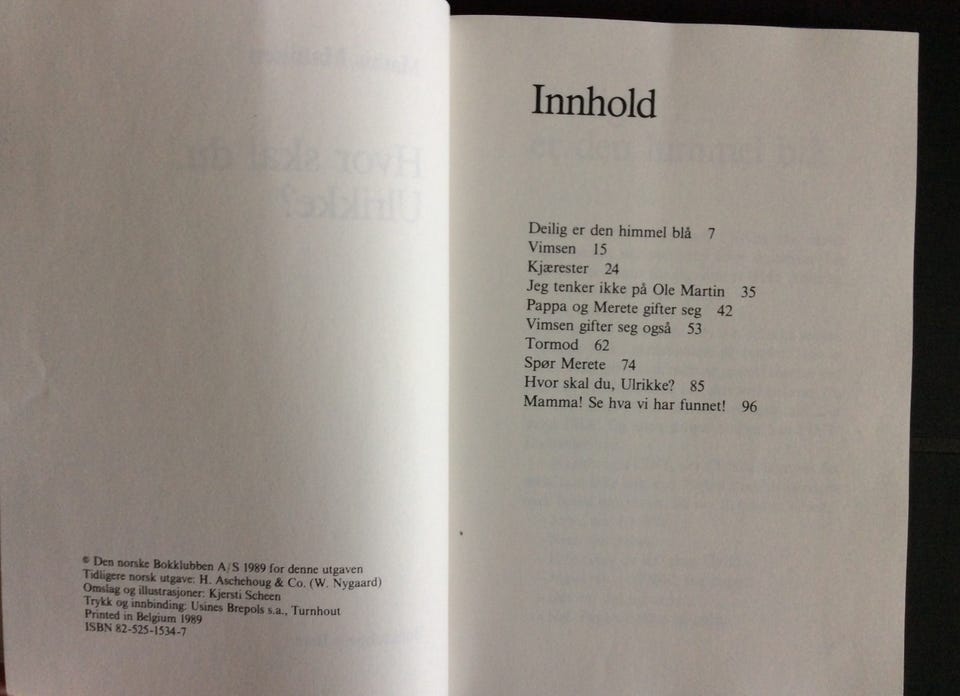 © Den norske Bokklubben A/S 1989 for denne utgaven
Tidligere norsk utgave: H. Aschehoug & Co. (W. Nygaard)
Omslag og illustrasjoner: Kjersti Scheen
Trykk og innbinding: Usines Brepols s.a., Turnhout
Printed in Belgium 1989
ISBN 82-525-1534-7
Innhold
Deilig er den himmel blå 7
Vimsen 15
Kjærester 24
Jeg tenker ikke på Ole Martin 35
Pappa og Merete gifter seg 42
Vimsen gifter seg også 53
Tormod 62
Spør Merete 74
Hvor skal du, Ulrikke? 85
Mamma! Se hva vi har funnet! 96